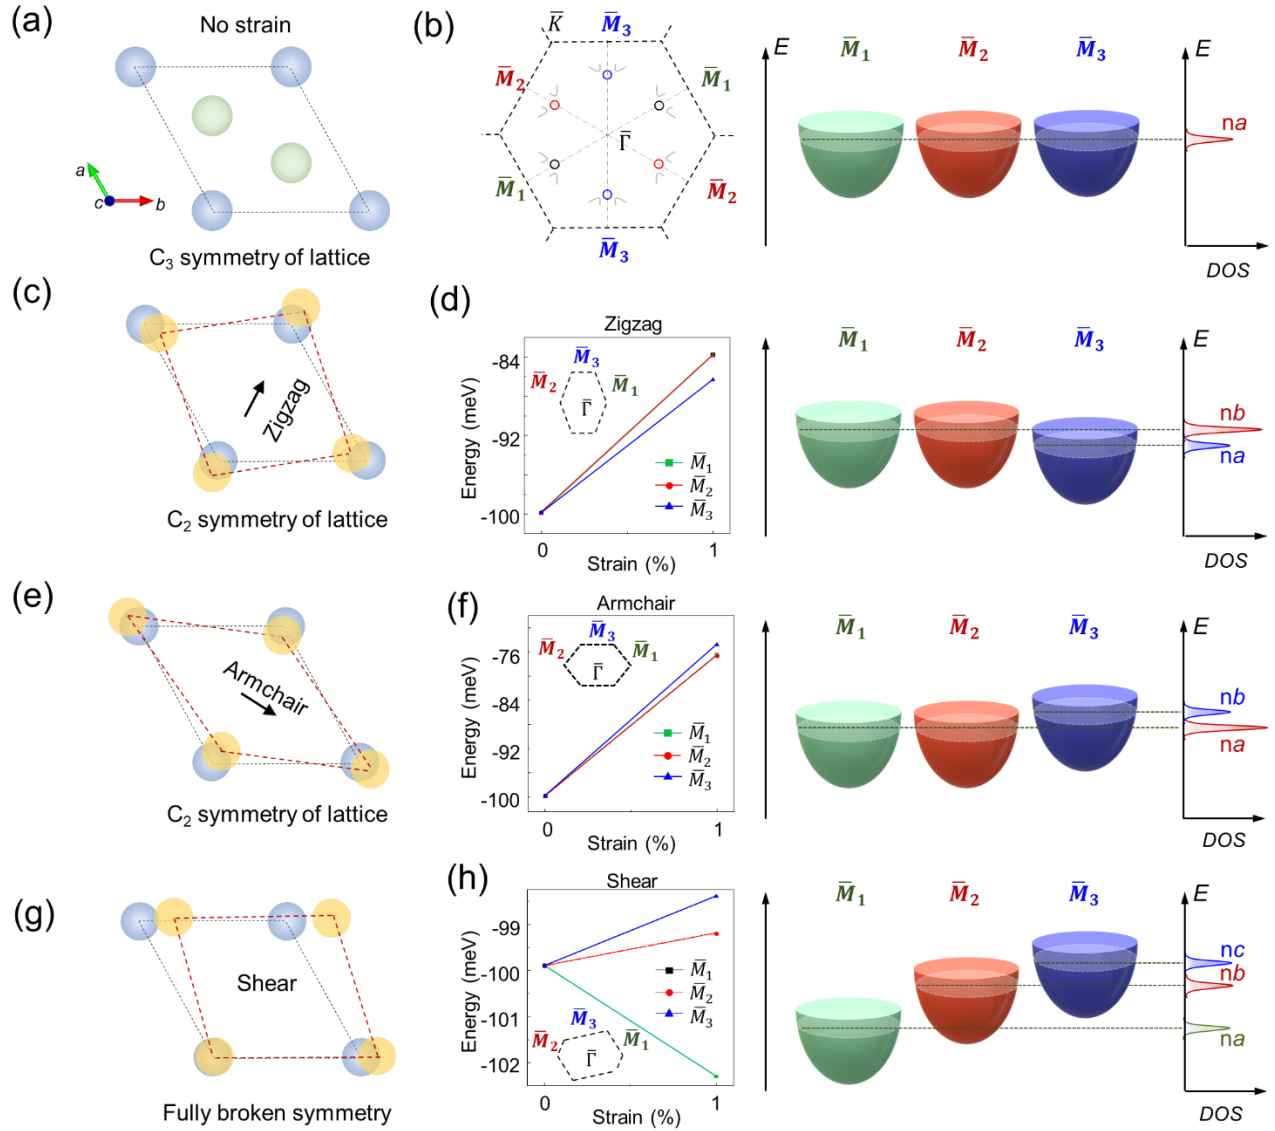 (a)
No strain
a
c
b
C₃ symmetry of lattice
(b)
K̅
M̅₃
M̅₂
M̅₁
Γ̅
M̅₁
M̅₂
M̅₃
E
M̅₁
M̅₂
M̅₃
E
na
DOS
(c)
Zigzag
C₂ symmetry of lattice
(d)
Zigzag
-84
-92
-100
Energy (meV)
M̅₃
M̅₂
M̅₁
Γ̅
M̅₁
M̅₂
M̅₃
0
1
Strain (%)
M̅₁
M̅₂
M̅₃
E
nb
na
DOS
(e)
Armchair
C₂ symmetry of lattice
(f)
Armchair
-76
-84
-92
-100
Energy (meV)
M̅₃
M̅₂
M̅₁
Γ̅
M̅₁
M̅₂
M̅₃
0
1
Strain (%)
M̅₁
M̅₂
M̅₃
E
nb
na
DOS
(g)
Shear
Fully broken symmetry
(h)
Shear
-99
-100
-101
-102
Energy (meV)
M̅₁
M̅₂
M̅₃
M̅₃
M̅₂
M̅₁
Γ̅
0
1
Strain (%)
M̅₁
M̅₂
M̅₃
E
nc
nb
na
DOS